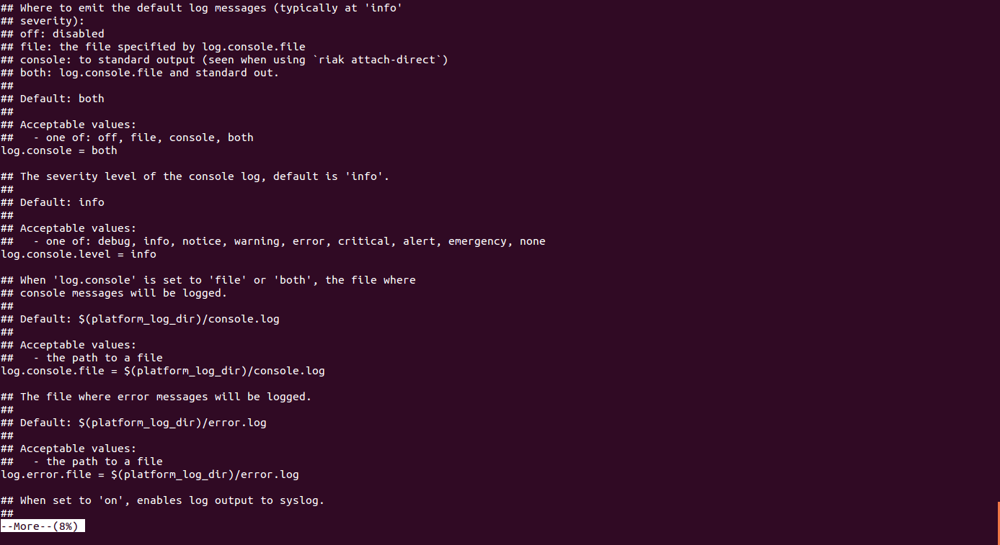 ## Where to emit the default log messages (typically at 'info'
## severity):
## off: disabled
## file: the file specified by log.console.file
## console: to standard output (seen when using `riak attach-direct`)
## both: log.console.file and standard out.
##
## Default: both
##
## Acceptable values:
##   - one of: off, file, console, both
log.console = both

## The severity level of the console log, default is 'info'.
##
## Default: info
##
## Acceptable values:
##   - one of: debug, info, notice, warning, error, critical, alert, emergency, none
log.console.level = info

## When 'log.console' is set to 'file' or 'both', the file where
## console messages will be logged.
##
## Default: $(platform_log_dir)/console.log
##
## Acceptable values:
##   - the path to a file
log.console.file = $(platform_log_dir)/console.log

## The file where error messages will be logged.
##
## Default: $(platform_log_dir)/error.log
##
## Acceptable values:
##   - the path to a file
log.error.file = $(platform_log_dir)/error.log

## When set to 'on', enables log output to syslog.
##
--More--(8%)